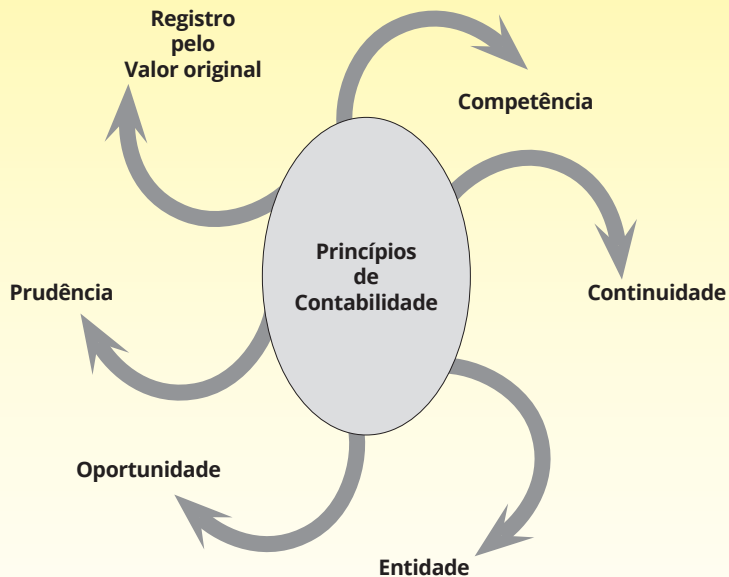 Registro
pelo
Valor original
Competência
Princípios
de
Contabilidade
Prudência
Continuidade
Oportunidade
Entidade